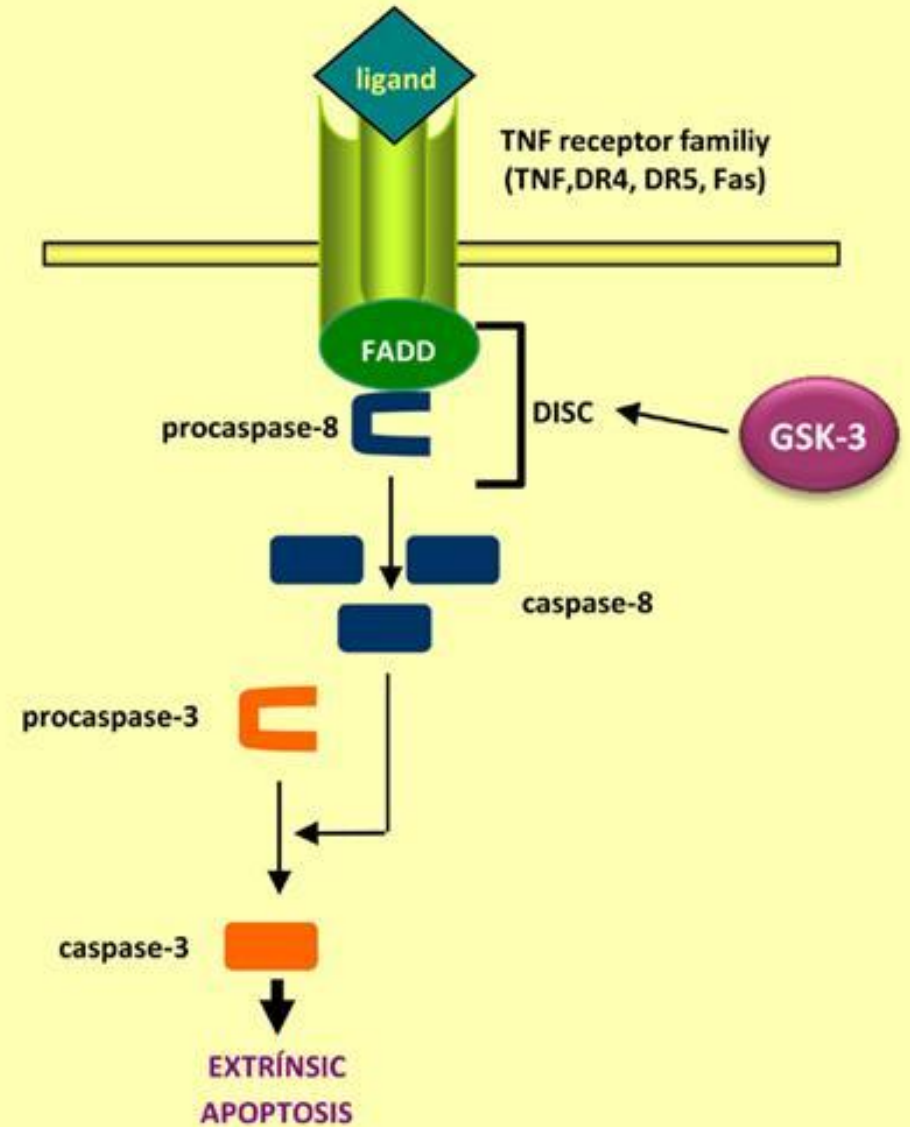 ligand
TNF receptor familiy
(TNF,DR4, DR5, Fas)
FADD
procaspase-8
DISC
GSK-3
caspase-8
procaspase-3
caspase-3
EXTRÍNSIC
APOPTOSIS